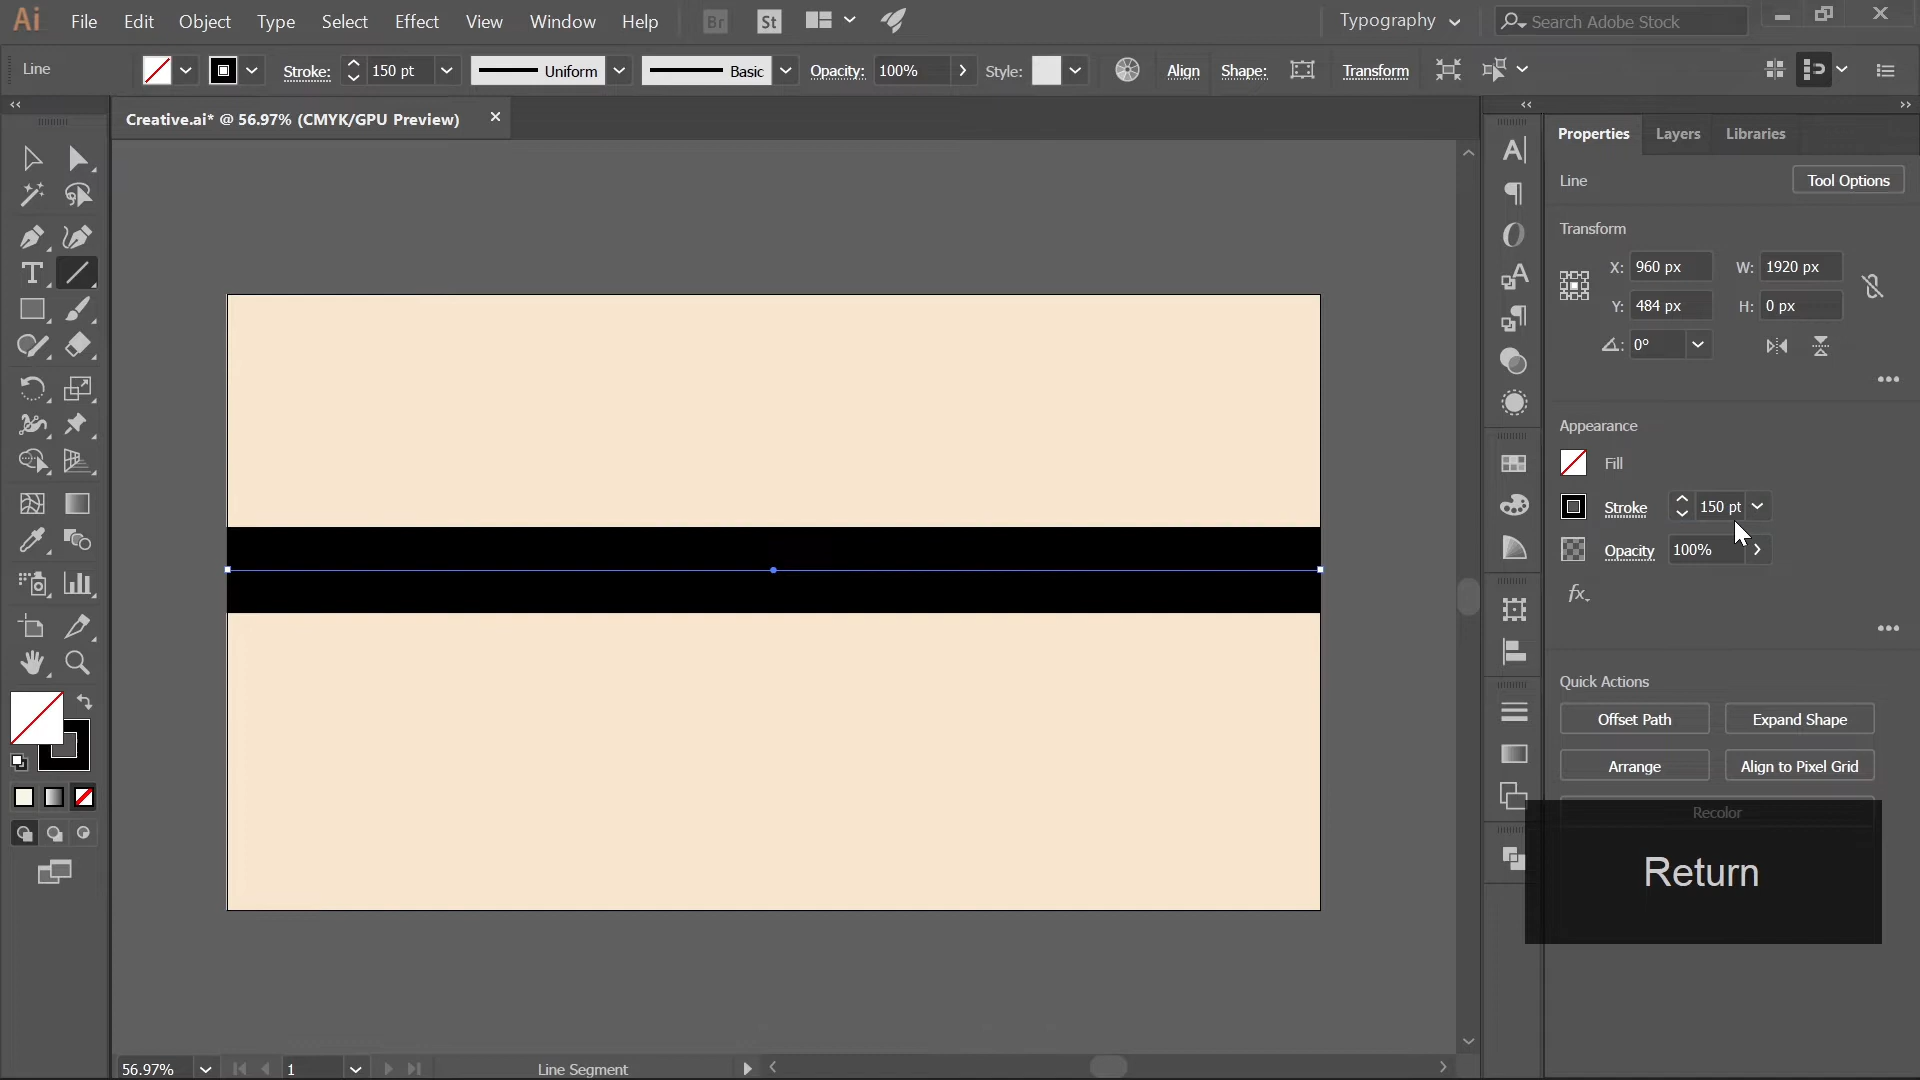 Ai File Edit Object Type Select Effect View Window Help Br St Typography Search Adobe Stock
Line Stroke: 150 pt Uniform Basic Opacity: 100% Style: Align Shape: Transform
Creative.ai* @ 56.97% (CMYK/GPU Preview)
Properties Layers Libraries
Line Tool Options
Transform
X: 960 px W: 1920 px
Y: 484 px H: 0 px
0°
Appearance
Fill
Stroke 150 pt
Opacity 100%
fx.
Quick Actions
Offset Path Expand Shape
Arrange Align to Pixel Grid
Recolor
Return
56.97% 1 Line Segment